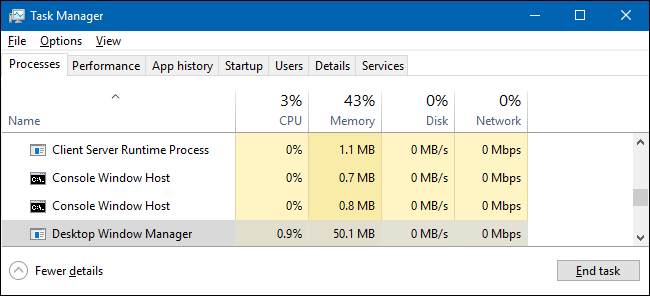 Task Manager
File Options View
Processes Performance App history Startup Users Details Services
3% 43% 0% 0%
Name CPU Memory Disk Network
Client Server Runtime Process 0% 1.1 MB 0 MB/s 0 Mbps
Console Window Host 0% 0.7 MB 0 MB/s 0 Mbps
Console Window Host 0% 0.8 MB 0 MB/s 0 Mbps
Desktop Window Manager 0.9% 50.1 MB 0 MB/s 0 Mbps
Fewer details End task